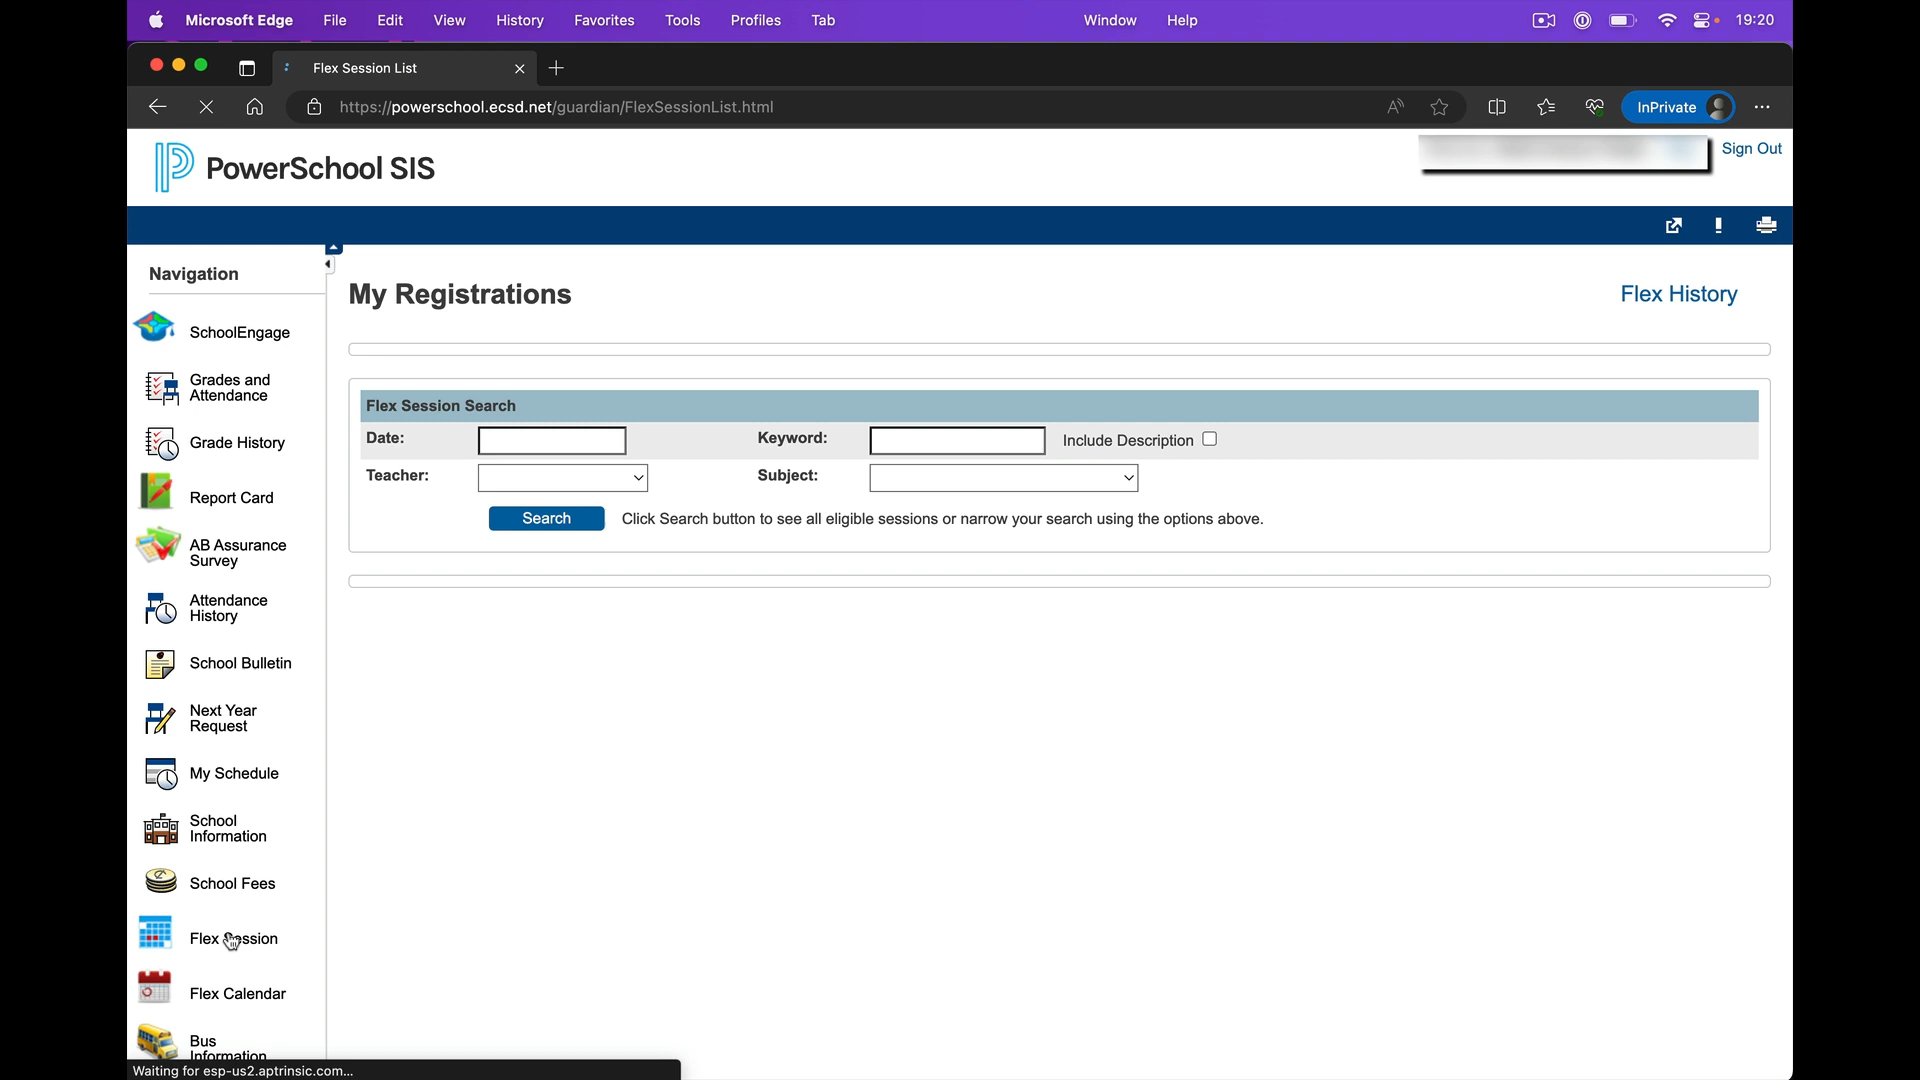 Microsoft Edge File Edit View History Favorites Tools Profiles Tab Window Help 19:20
Flex Session List
https://powerschool.ecsd.net/guardian/FlexSessionList.html
InPrivate
PowerSchool SIS
Sign Out
Navigation
My Registrations
Flex History
SchoolEngage
Grades and
Attendance
Grade History
Report Card
AB Assurance
Survey
Attendance
History
School Bulletin
Next Year
Request
My Schedule
School
Information
School Fees
Flex Session
Flex Calendar
Bus
Information
Flex Session Search
Date:
Keyword:
Include Description
Teacher:
Subject:
Search
Click Search button to see all eligible sessions or narrow your search using the options above.
Waiting for esp-us2.aptrinsic.com...